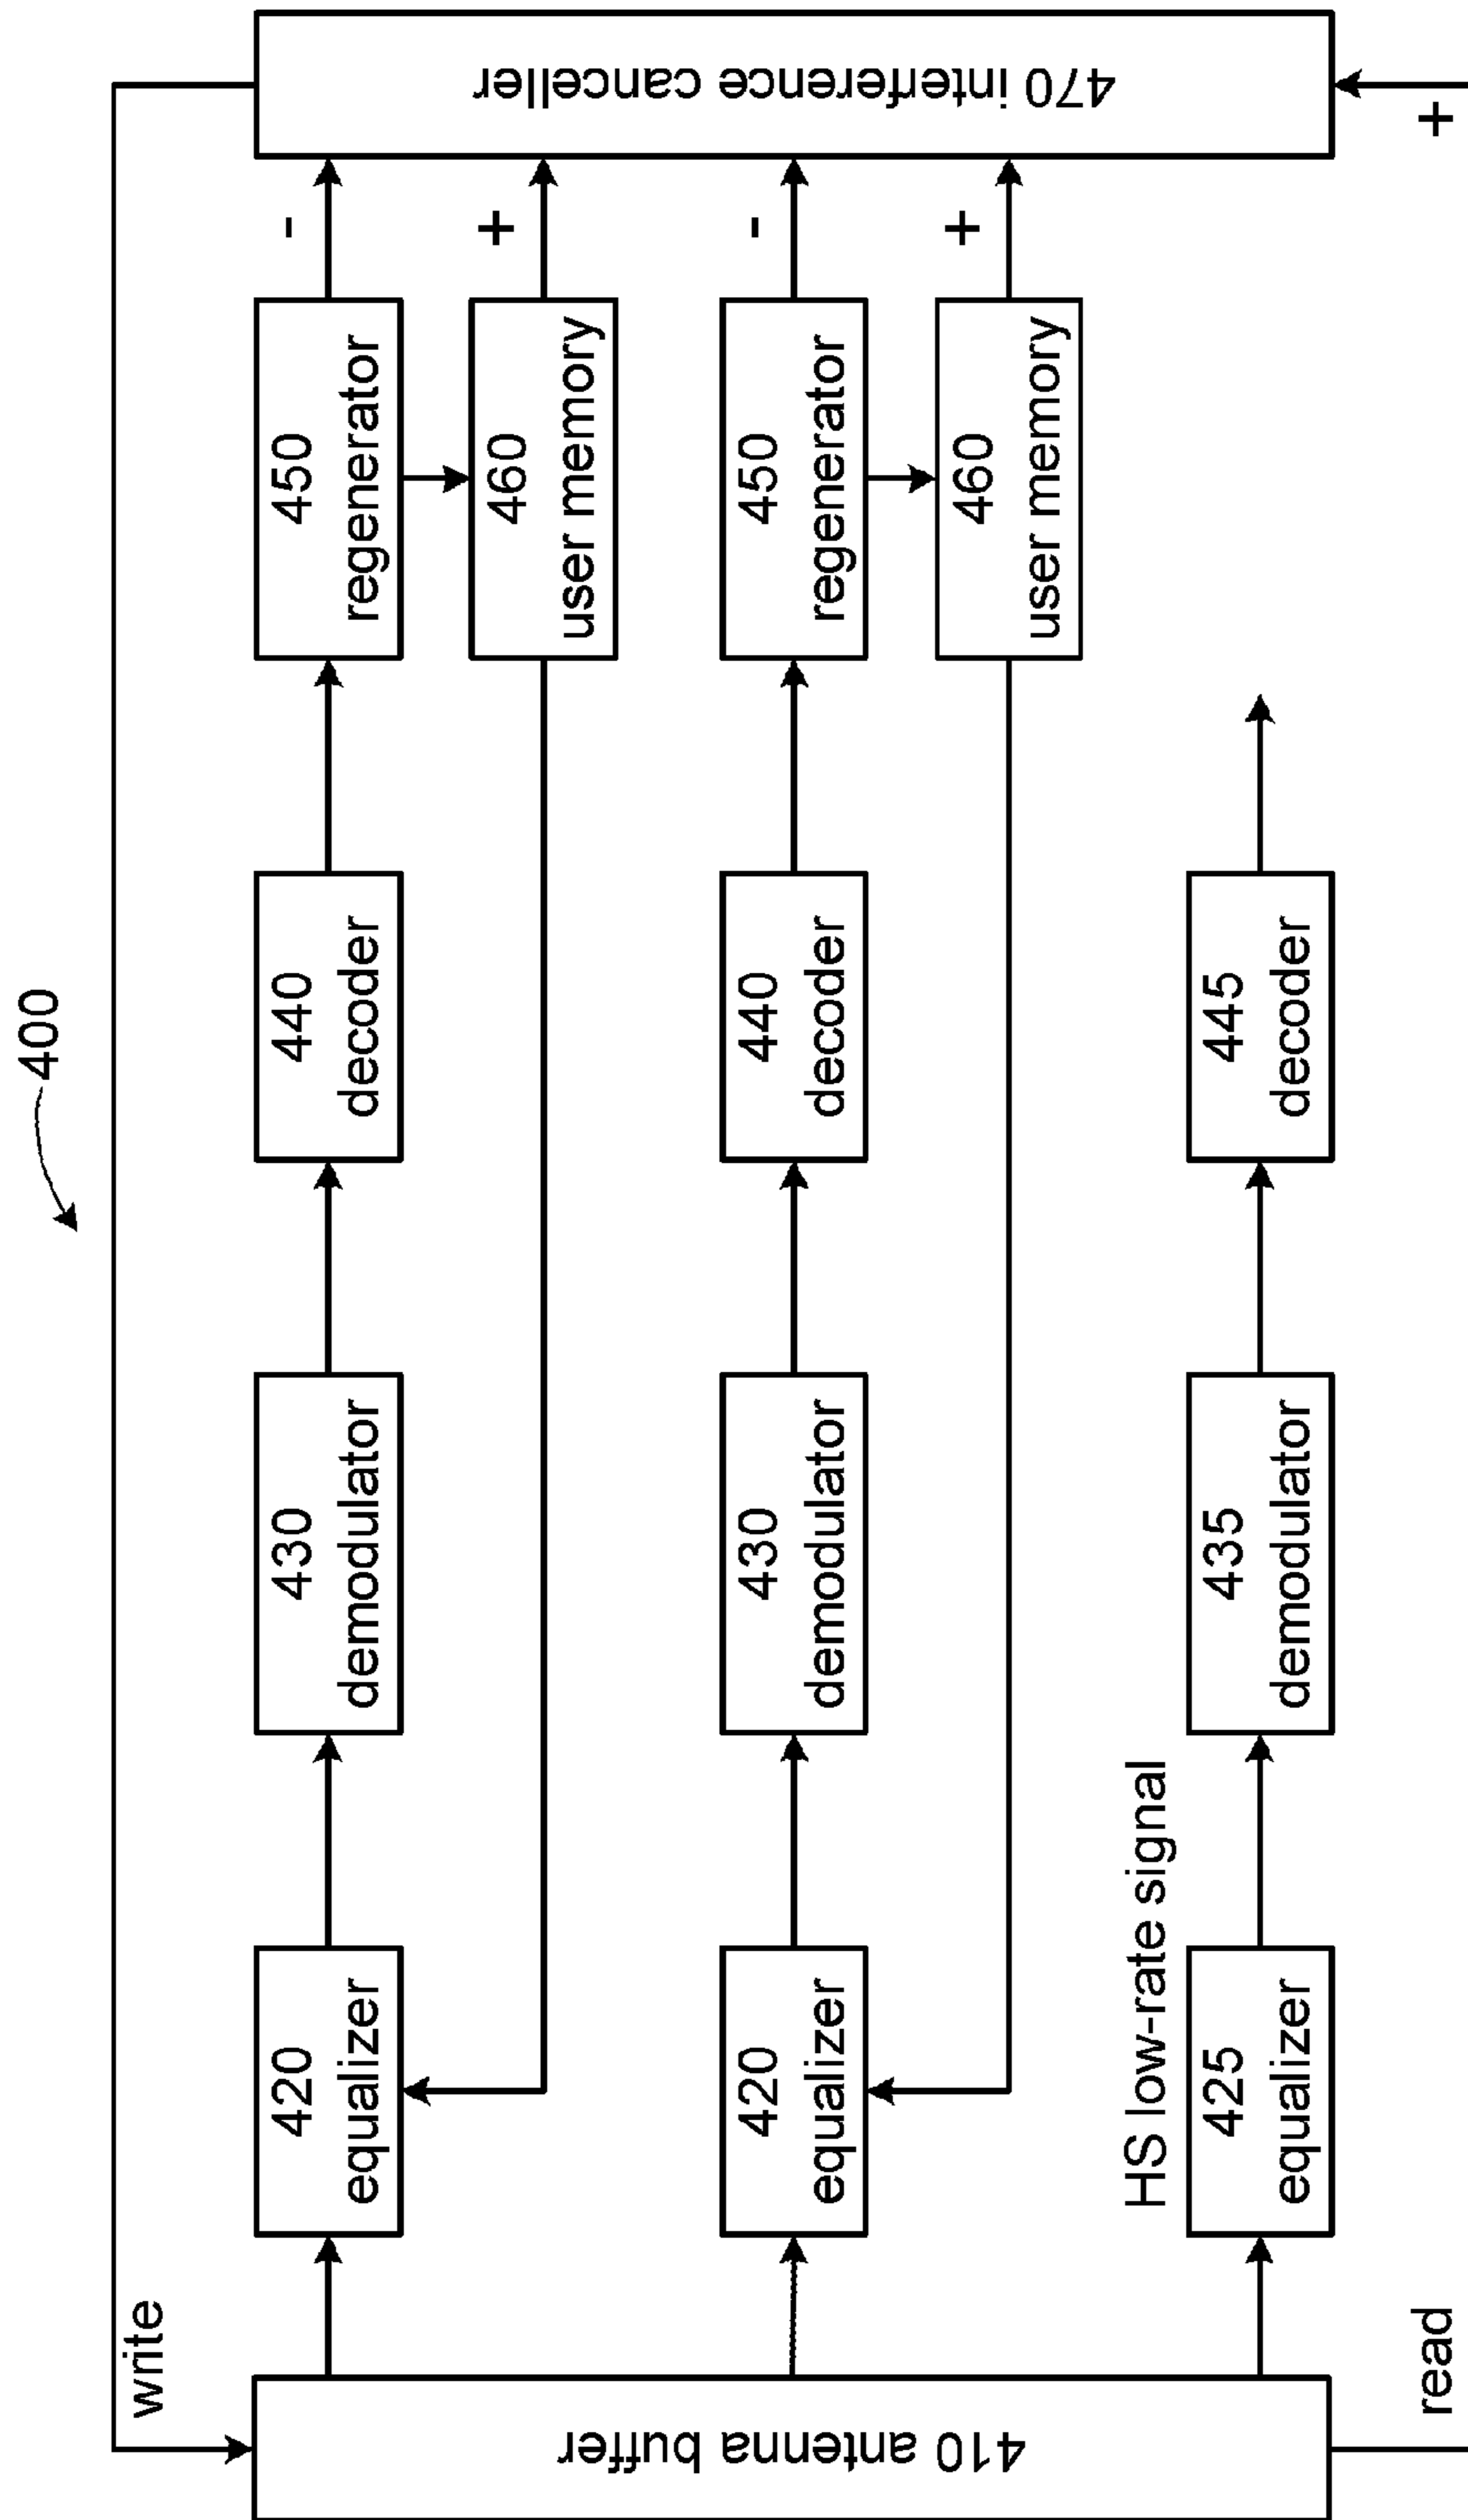 400
write
410 antenna buffer
420
equalizer
430
demodulator
440
decoder
450
regenerator
-
460
user memory
+
420
equalizer
430
demodulator
440
decoder
450
regenerator
-
460
user memory
+
470 interference canceller
HS low-rate signal
425
equalizer
435
demodulator
445
decoder
read
+